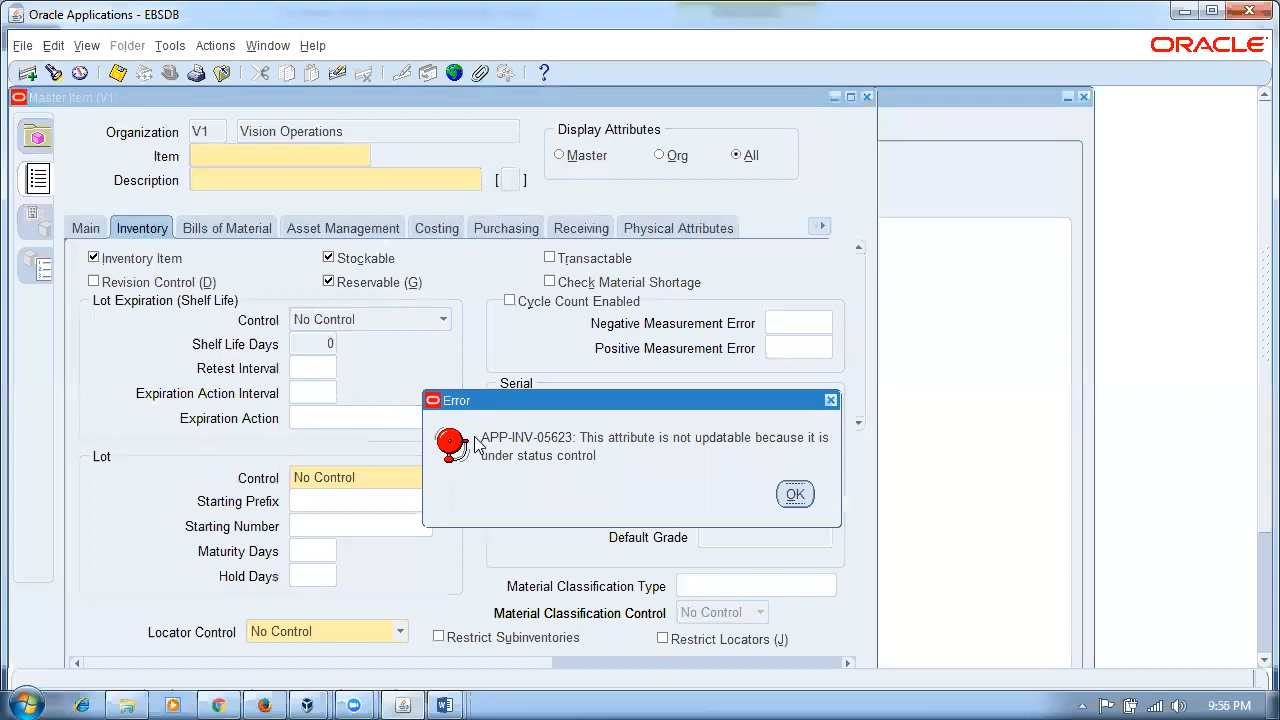 Oracle Applications - EBSDB
File Edit View Folder Tools Actions Window Help
ORACLE
Master Item (V1)
Organization V1 Vision Operations
Display Attributes
Item
Master Org All
Description [ ]
Main Inventory Bills of Material Asset Management Costing Purchasing Receiving Physical Attributes
Inventory Item Stockable Transactable
Revision Control (D) Reservable (G) Check Material Shortage
Lot Expiration (Shelf Life)
Cycle Count Enabled
Control No Control
Negative Measurement Error
Shelf Life Days 0
Positive Measurement Error
Retest Interval
Serial
Expiration Action Interval
Expiration Action
Error
APP-INV-05623: This attribute is not updatable because it is
under status control
OK
Lot
Control No Control
Starting Prefix
Starting Number
Default Grade
Maturity Days
Hold Days
Material Classification Type
Material Classification Control No Control
Locator Control No Control
Restrict Subinventories Restrict Locators (J)
9:56 PM